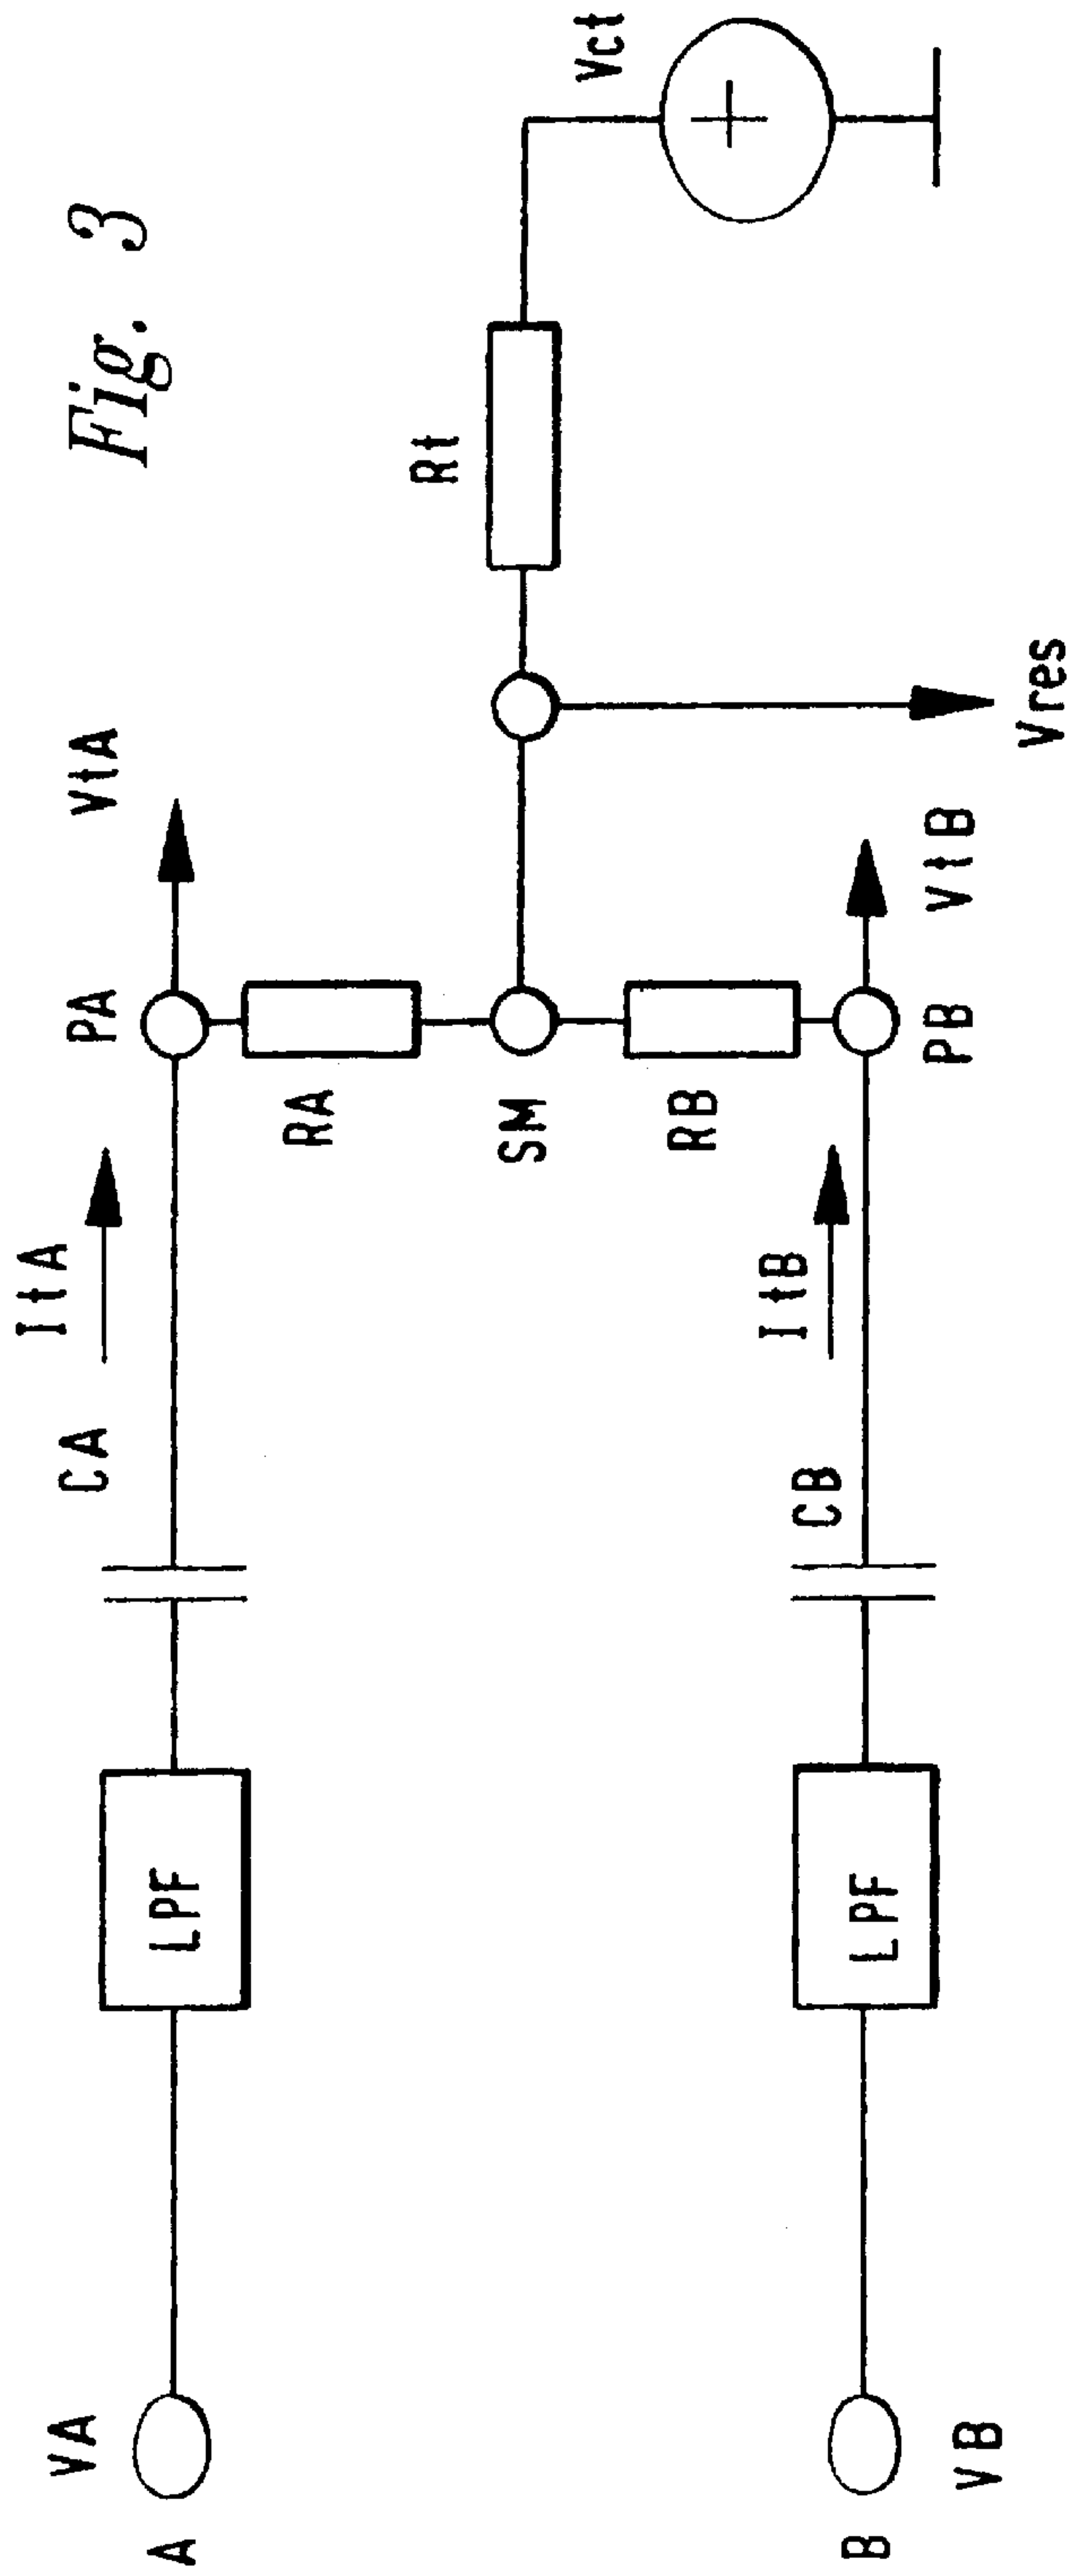 Fig. 3
VA
A
LPF
CA
ItA
PA
VtA
RA
SM
RB
Rt
Vct
Vres
VB
B
LPF
CB
ItB
PB
VtB